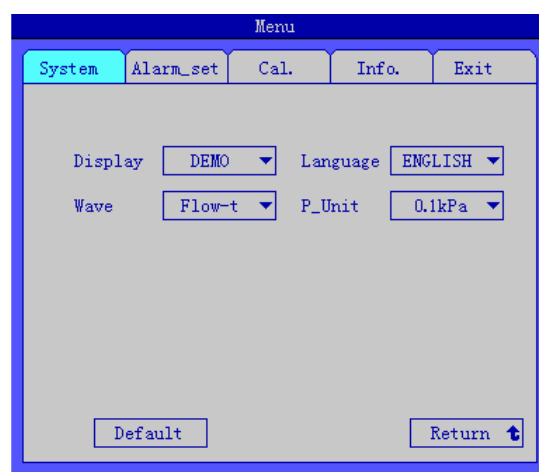 Menu
System Alarm_set Cal. Info. Exit
Display DEMO Language ENGLISH
Wave Flow-t P_Unit 0.1kPa
Default Return